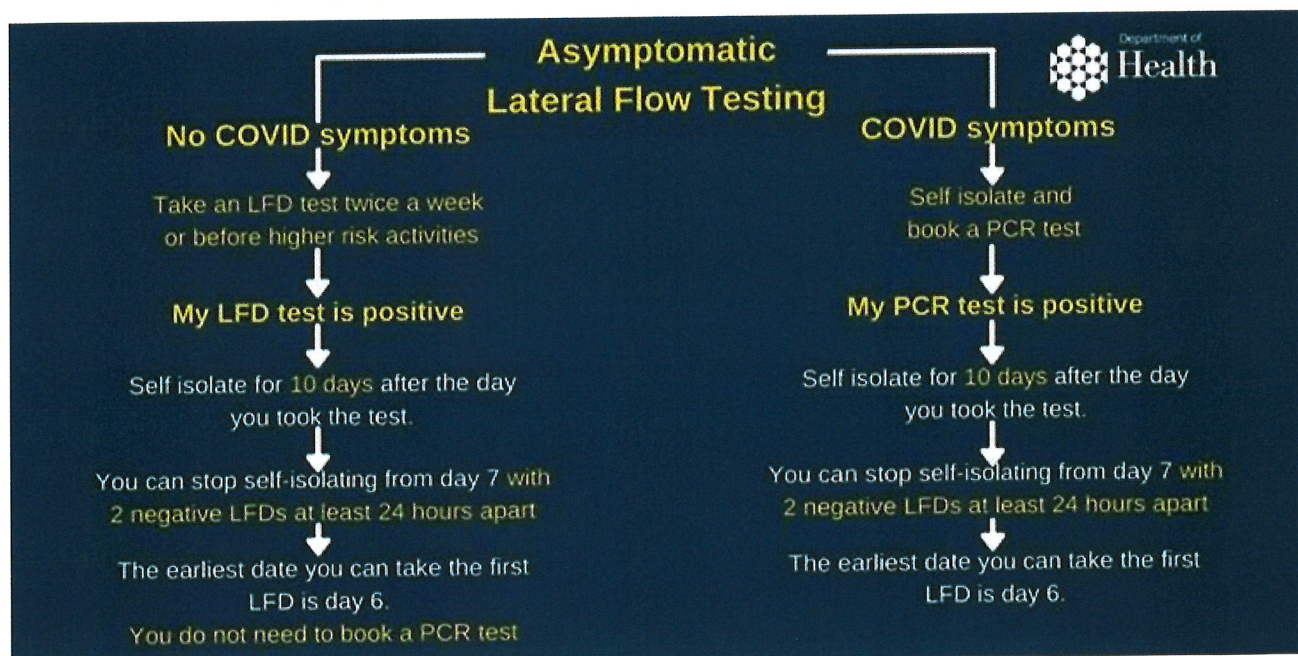 Asymptomatic
Lateral Flow Testing
Department of
Health
No COVID symptoms
Take an LFD test twice a week
or before higher risk activities
My LFD test is positive
Self isolate for 10 days after the day
you took the test.
You can stop self-isolating from day 7 with
2 negative LFDs at least 24 hours apart
The earliest date you can take the first
LFD is day 6.
You do not need to book a PCR test
COVID symptoms
Self isolate and
book a PCR test
My PCR test is positive
Self isolate for 10 days after the day
you took the test.
You can stop self-isolating from day 7 with
2 negative LFDs at least 24 hours apart
The earliest date you can take the first
LFD is day 6.